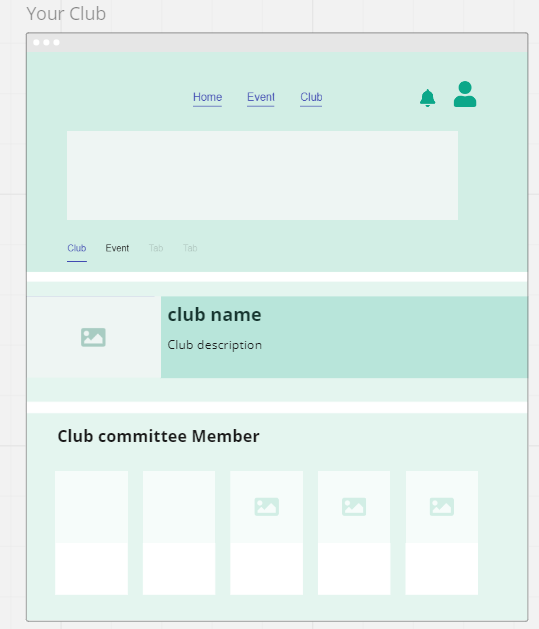 Your Club
Home Event Club
Club Event Tab Tab
club name
Club description
Club committee Member